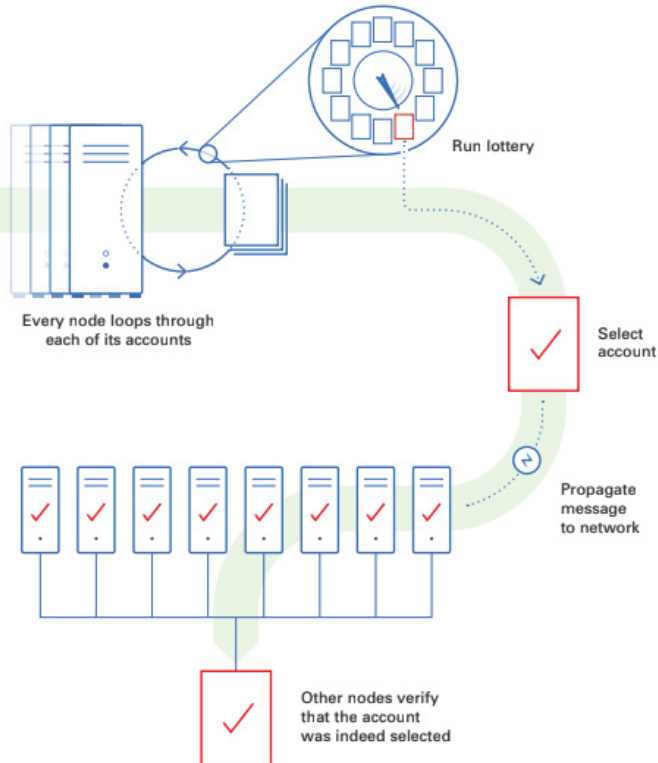 Run lottery
Every node loops through
each of its accounts
Select
account
Propagate
message
to network
Other nodes verify
that the account
was indeed selected